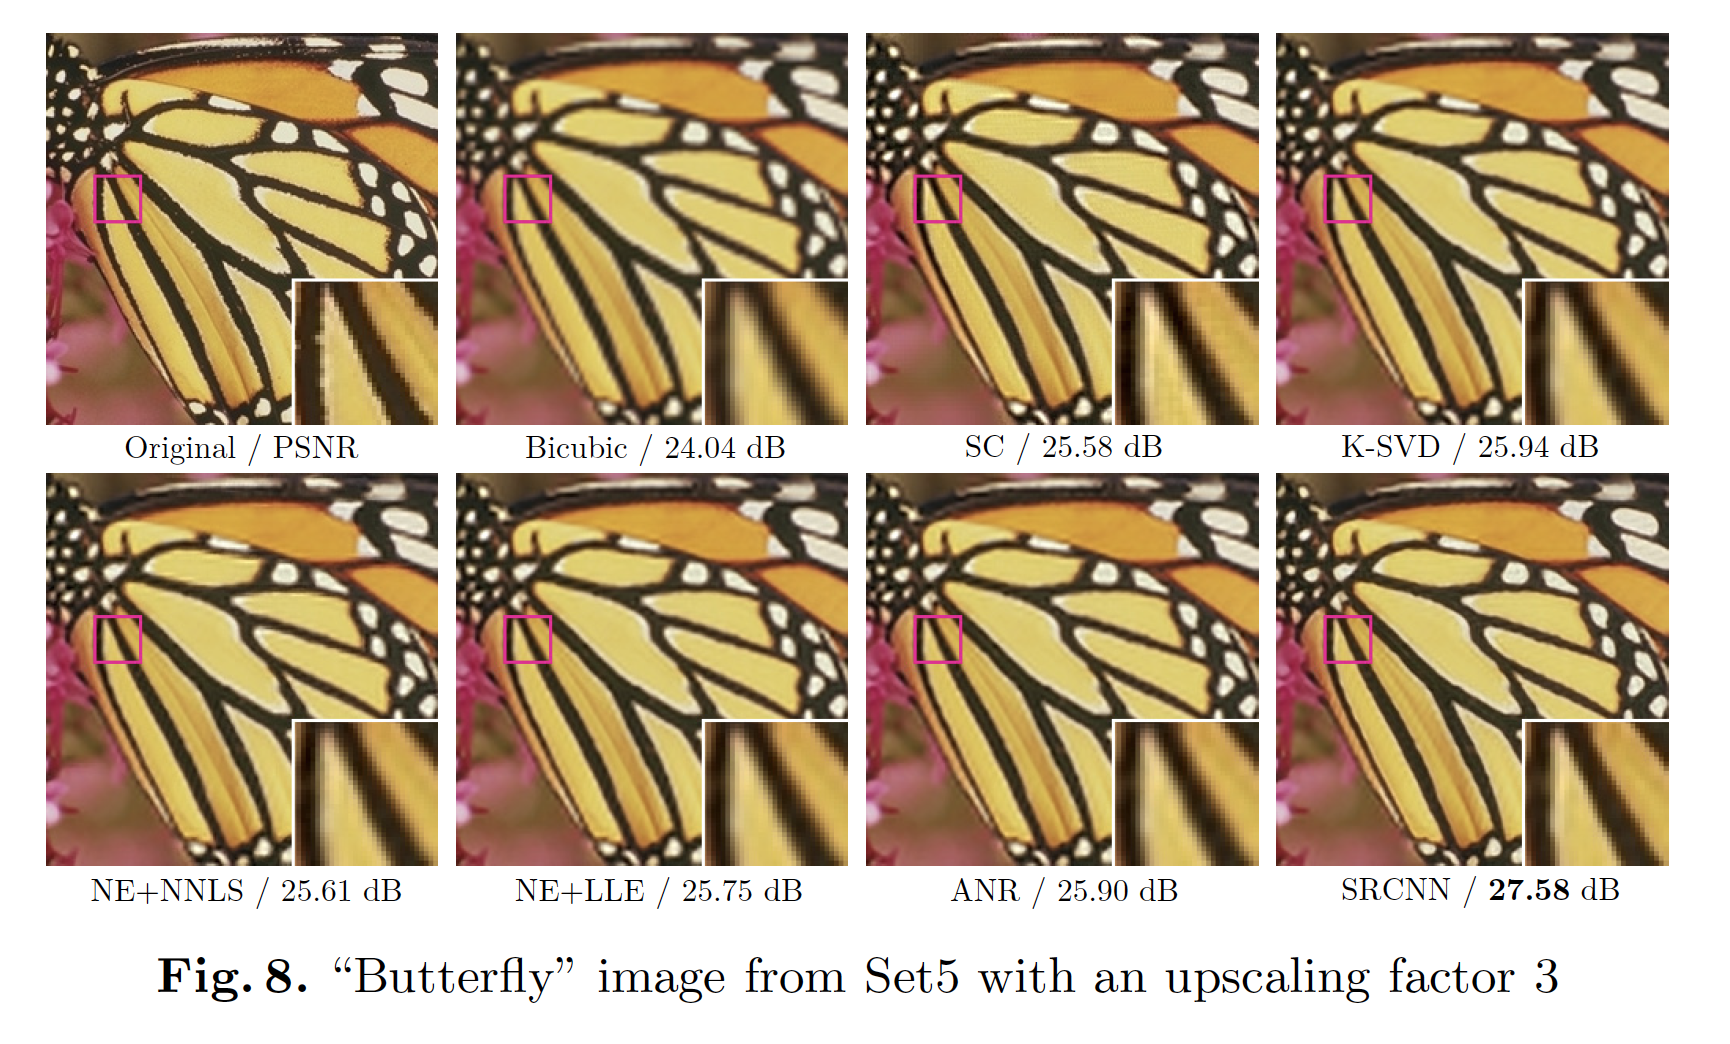 Original / PSNR
Bicubic / 24.04 dB
SC / 25.58 dB
K-SVD / 25.94 dB
NE+NNLS / 25.61 dB
NE+LLE / 25.75 dB
ANR / 25.90 dB
SRCNN / 27.58 dB
Fig. 8. “Butterfly” image from Set5 with an upscaling factor 3